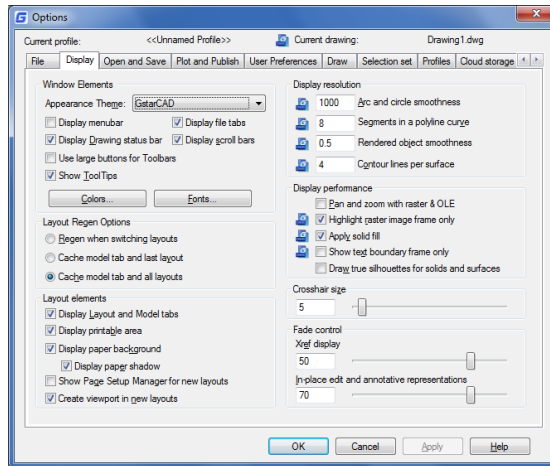 Options
Current profile: <<Unnamed Profile>> Current drawing: Drawing1.dwg
File Display Open and Save Plot and Publish User Preferences Draw Selection set Profiles Cloud storage
Window Elements
Appearance Theme: GstarCAD
Display menubar Display file tabs
Display Drawing status bar Display scroll bars
Use large buttons for Toolbars
Show ToolTips
Colors... Fonts...
Layout Regen Options
Regen when switching layouts
Cache model tab and last layout
Cache model tab and all layouts
Layout elements
Display Layout and Model tabs
Display printable area
Display paper background
Display paper shadow
Show Page Setup Manager for new layouts
Create viewport in new layouts
Display resolution
1000 Arc and circle smoothness
8 Segments in a polyline curve
0.5 Rendered object smoothness
4 Contour lines per surface
Display performance
Pan and zoom with raster & OLE
Highlight raster image frame only
Apply solid fill
Show text boundary frame only
Draw true silhouettes for solids and surfaces
Crosshair size
5
Fade control
Xref display
50
In-place edit and annotative representations
70
OK Cancel Apply Help